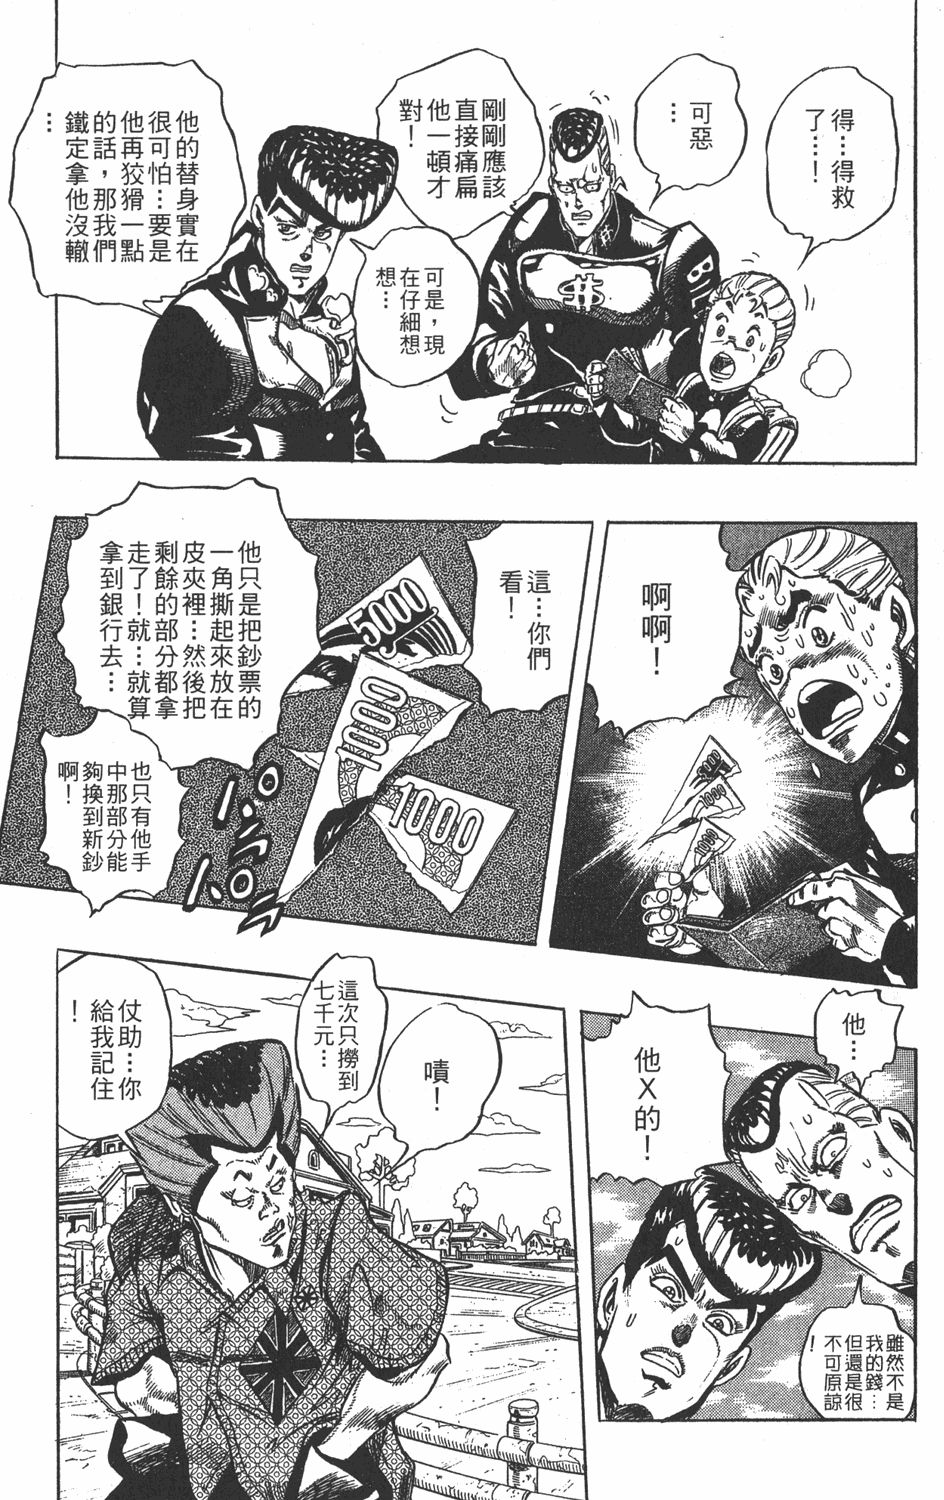 得…得救
了…！
可惡
…
剛剛應該
直接痛扁
他一頓才
對！
可是，現
在仔細想
想…
他的替身實在
很可怕…要是
他再狡猾一點
的話，那我們
鐵定拿他沒轍
…
啊啊！
5000
1000
1000
這…你們
看！
5000
1000
1000
他只是把鈔票的
一角撕起來放在
皮夾裡…然後把
剩餘的部分都拿
走了！就…就算
拿到銀行去…
也只有他手
中那部分能
夠換到新鈔
啊！
他…
他X的！
雖然不是
我的錢…
但還是很
不可原諒
！
嘖！
這次只撈到
七千元…
仗助…你
給我記住
！